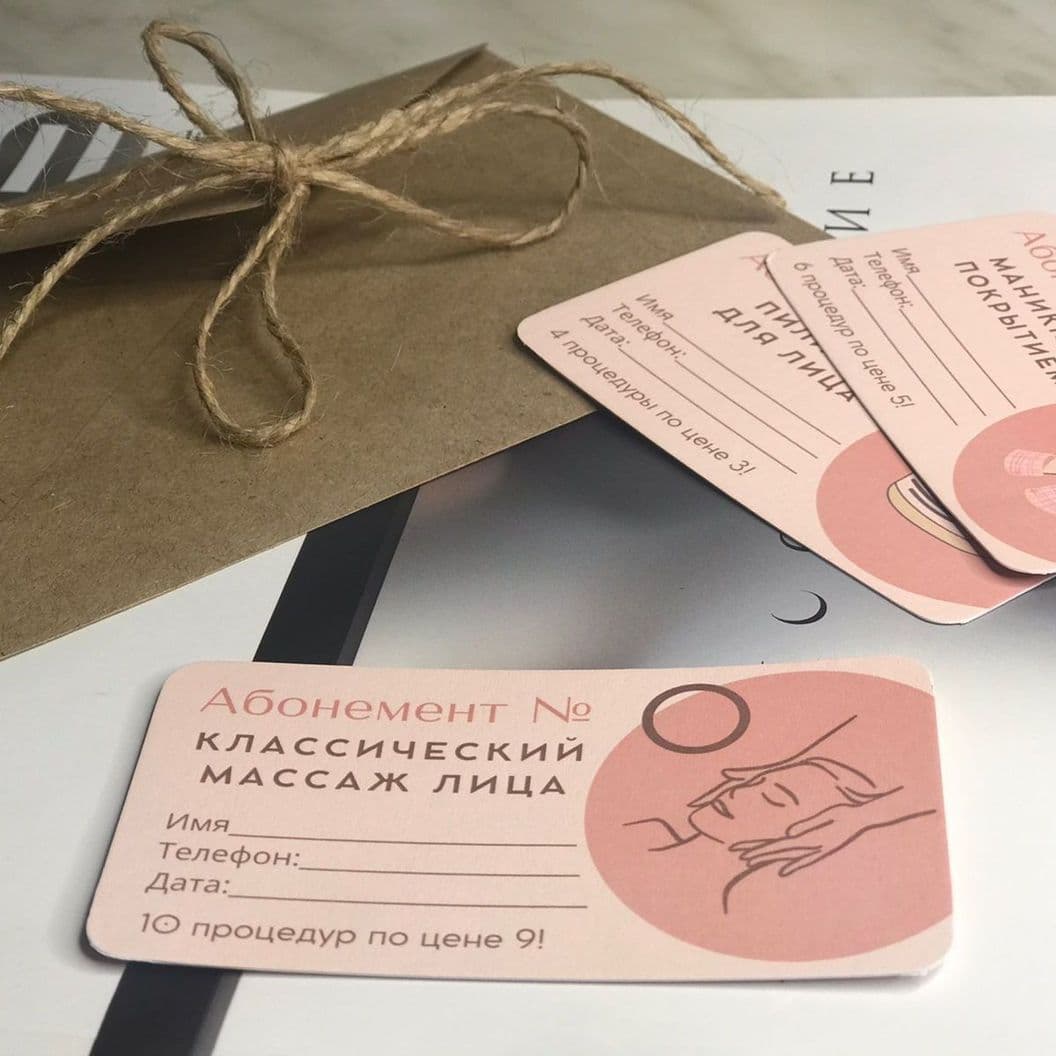 Абонемент №
КЛАССИЧЕСКИЙ
МАССАЖ ЛИЦА
Имя
Телефон:
Дата:
10 процедур по цене 9!
ДЛЯ ЛИЦА
Имя
Телефон:
Дата:
4 процедуры по цене 3!
ПОКРЫТИЕМ
Имя
Телефон:
Дата:
6 процедур по цене 5!